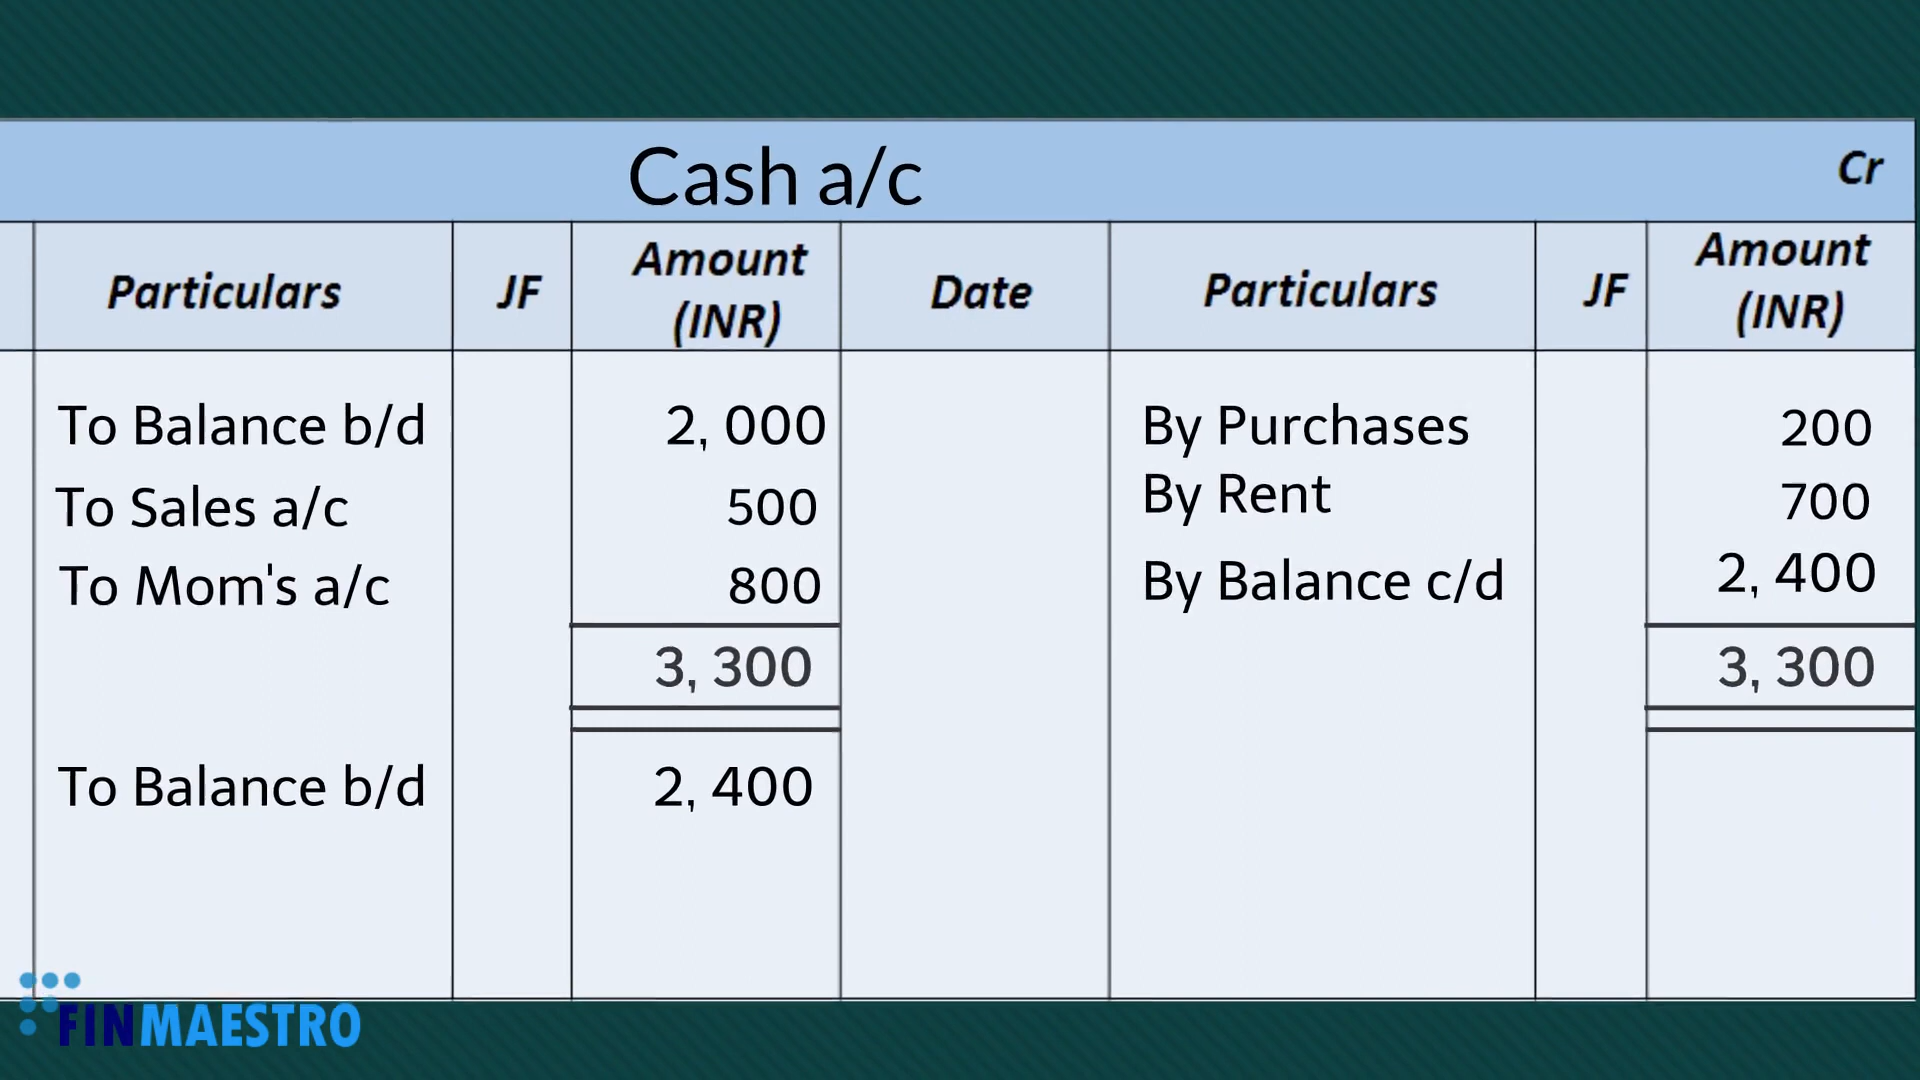 Cash a/c
Cr
Particulars JF Amount (INR) Date Particulars JF Amount (INR)
To Balance b/d 2, 000 By Purchases 200
To Sales a/c 500 By Rent 700
To Mom's a/c 800 By Balance c/d 2, 400
3, 300 3, 300
To Balance b/d 2, 400
FINMAESTRO